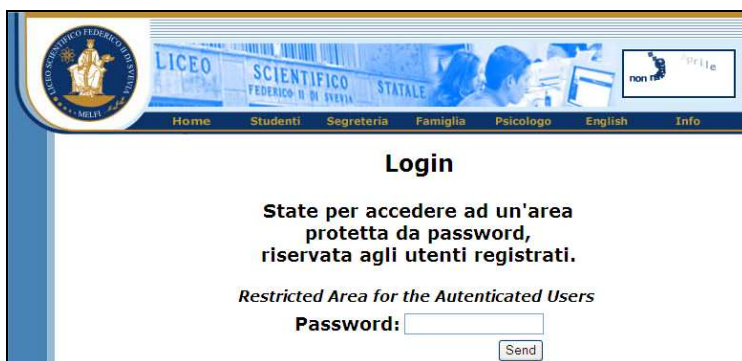 LICEO SCIENTIFICO FEDERICO II DI SVEVIA
MELFI
LICEO SCIENTIFICO STATALE
FEDERICO II DI SVEVIA
non
Aprile
Home Studenti Segreteria Famiglia Psicologo English Info
Login
State per accedere ad un'area
protetta da password,
riservata agli utenti registrati.
Restricted Area for the Autenticated Users
Password:
Send